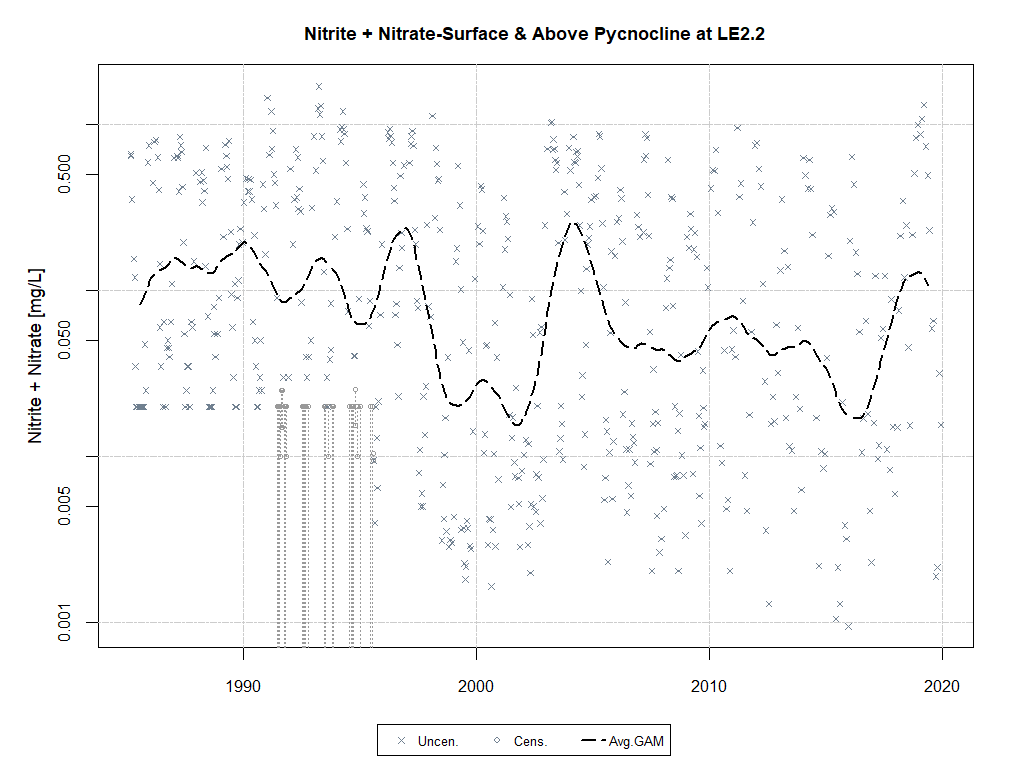 Nitrite + Nitrate-Surface & Above Pycnocline at LE2.2
Nitrite + Nitrate [mg/L]
0.500
0.050
0.005
0.001
1990 2000 2010 2020
Uncen. Cens. Avg.GAM